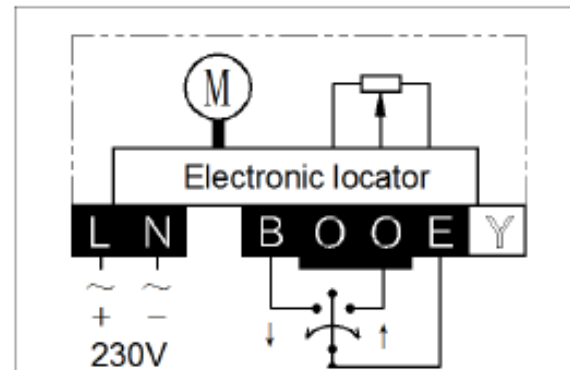 M
Electronic locator
L N B O O E Y
~ ~ ↓ ↑
+ −
230V